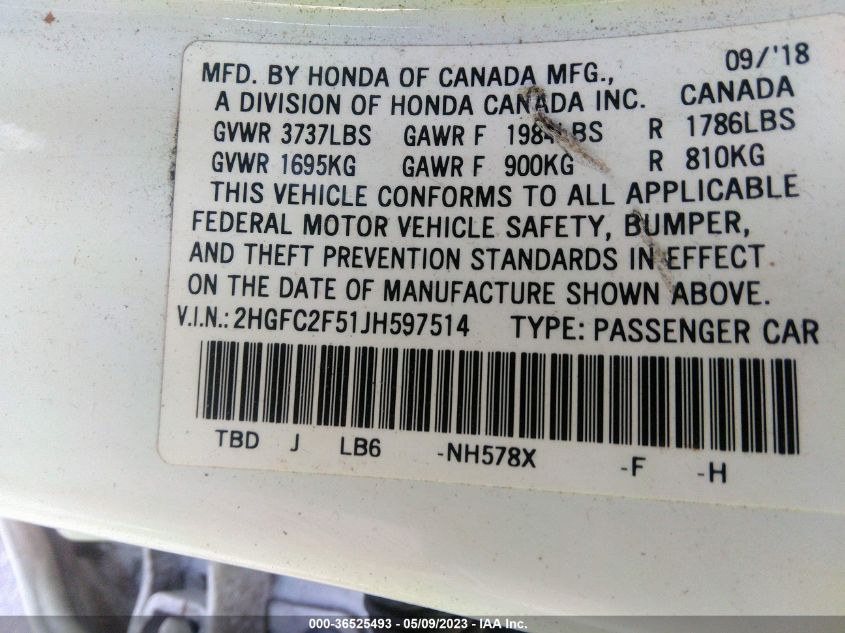 09/'18
MFD. BY HONDA OF CANADA MFG.,
A DIVISION OF HONDA CANADA INC. CANADA
GVWR 3737LBS GAWR F 1984LBS R 1786LBS
GVWR 1695KG GAWR F 900KG R 810KG
THIS VEHICLE CONFORMS TO ALL APPLICABLE
FEDERAL MOTOR VEHICLE SAFETY, BUMPER,
AND THEFT PREVENTION STANDARDS IN EFFECT
ON THE DATE OF MANUFACTURE SHOWN ABOVE.
V.I.N.: 2HGFC2F51JH597514 TYPE: PASSENGER CAR
TBD J LB6 -NH578X -F -H
000-36525493 - 05/09/2023 - IAA Inc.